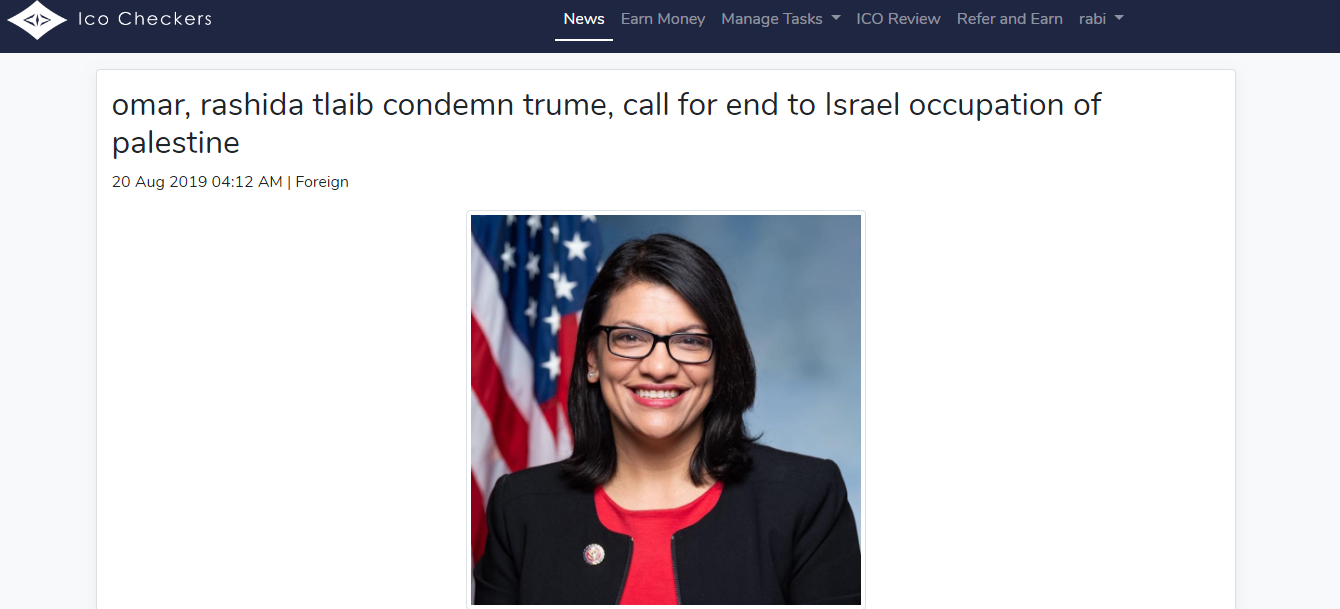 Ico Checkers
News Earn Money Manage Tasks ICO Review Refer and Earn rabi
omar, rashida tlaib condemn trume, call for end to Israel occupation of
palestine
20 Aug 2019 04:12 AM | Foreign